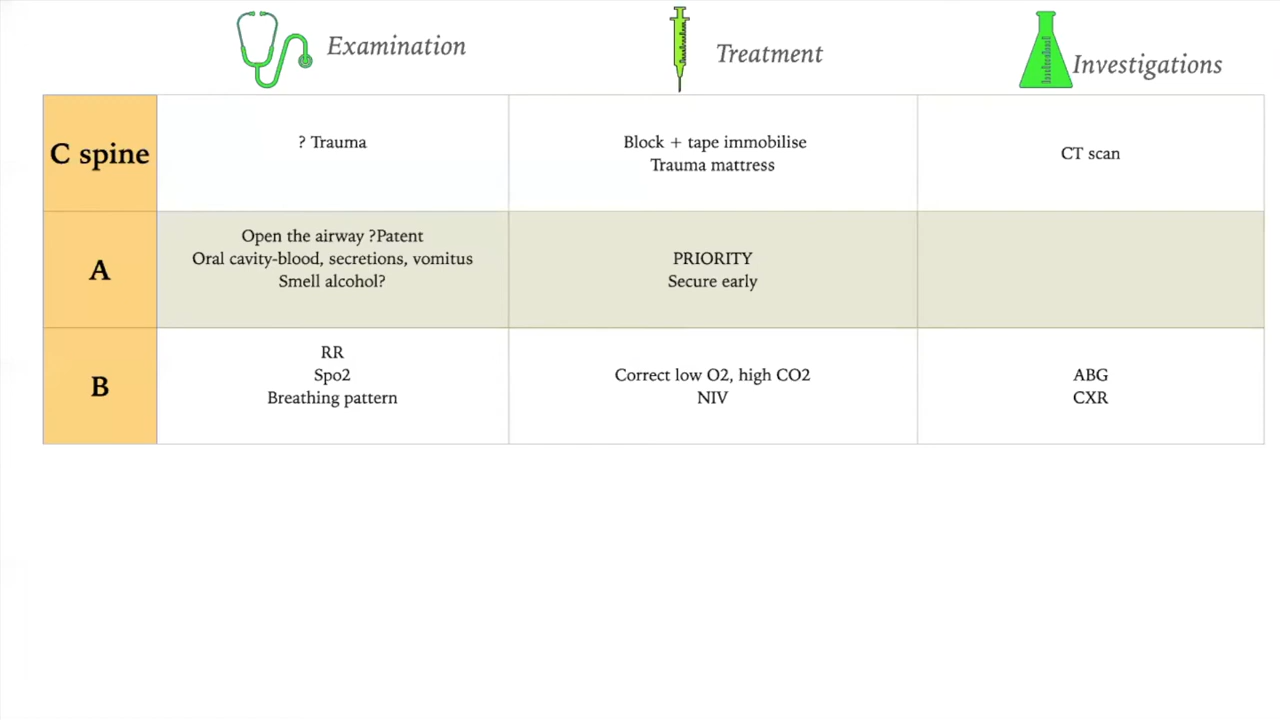 Examination
Treatment
Investigations
C spine
? Trauma
Block + tape immobilise
Trauma mattress
CT scan
A
Open the airway ?Patent
Oral cavity-blood, secretions, vomitus
Smell alcohol?
PRIORITY
Secure early
B
RR
Spo2
Breathing pattern
Correct low O2, high CO2
NIV
ABG
CXR